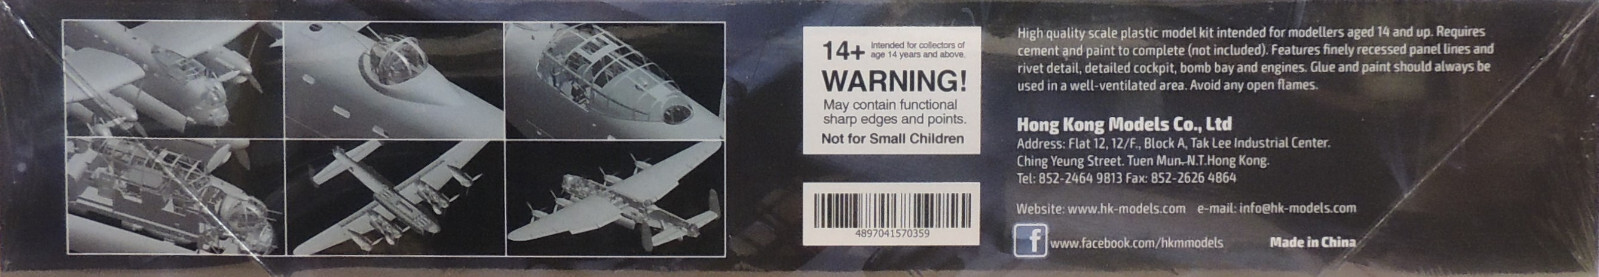 14+ Intended for collectors of
age 14 years and above.
WARNING!
May contain functional
sharp edges and points.
Not for Small Children
4897041570359
High quality scale plastic model kit intended for modellers aged 14 and up. Requires
cement and paint to complete (not included). Features finely recessed panel lines and
rivet detail, detailed cockpit, bomb bay and engines. Glue and paint should always be
used in a well-ventilated area. Avoid any open flames.
Hong Kong Models Co., Ltd
Address: Flat 12, 12/F., Block A, Tak Lee Industrial Center.
Ching Yeung Street. Tuen Mun.N.T.Hong Kong.
Tel: 852-2464 9813 Fax: 852-2626 4864
Website: www.hk-models.com e-mail: info@hk-models.com
f www.facebook.com/hkmmodels Made in China